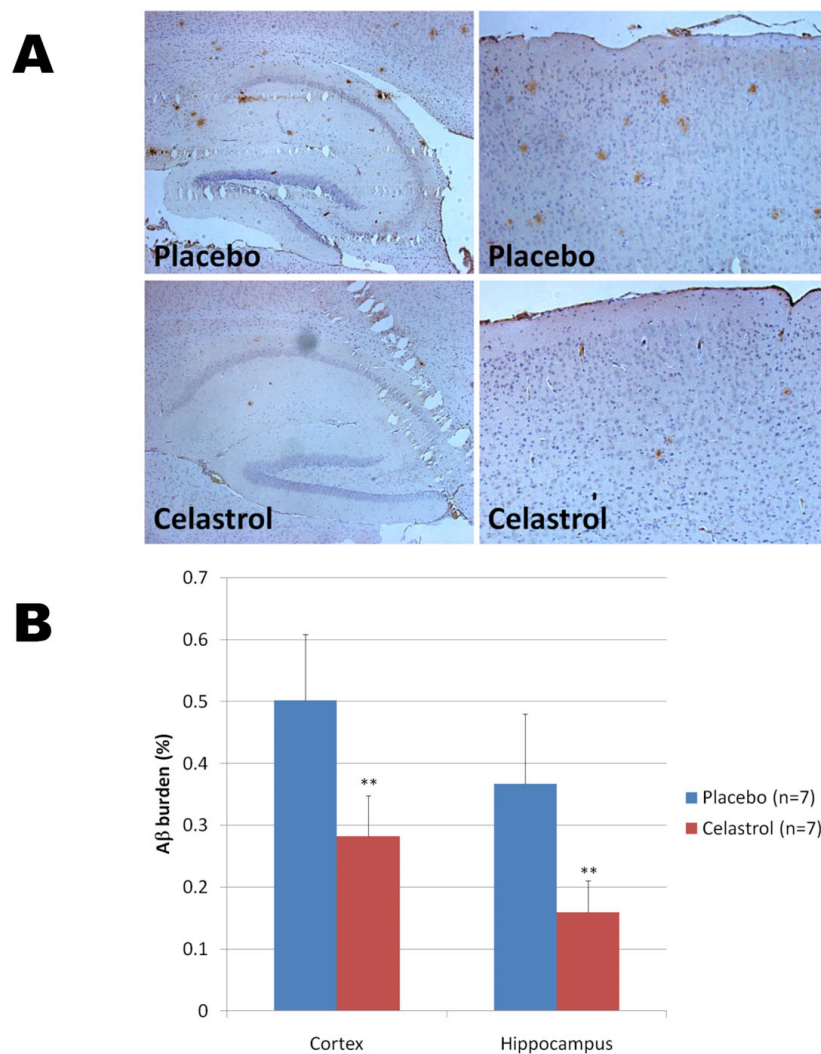 A
Placebo
Placebo
Celastrol
Celastrol
B
0.7
0.6
0.5
0.4
0.3
0.2
0.1
0
Aβ burden (%)
**
**
Cortex
Hippocampus
Placebo (n=7)
Celastrol (n=7)